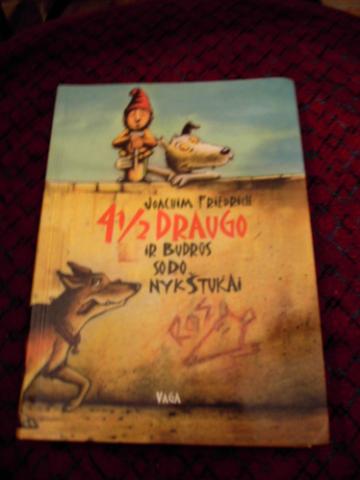 JOACHIM FRIEDRICH
4 1/2 DRAUGO
IR BUDRŪS
SODO
NYKŠTUKAI
VAGA